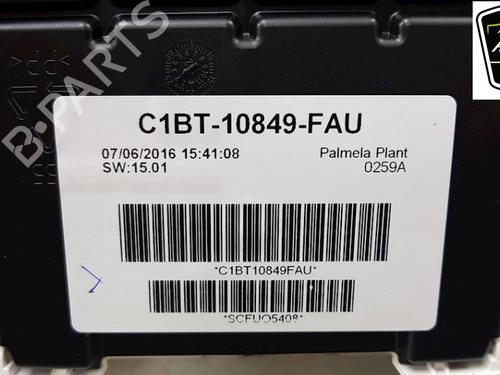 C1BT-10849-FAU
07/06/2016 15:41:08 Palmela Plant
SW:15.01 0259A
*C1BT10849FAU*
*SCFUO5408*
B-PARTS